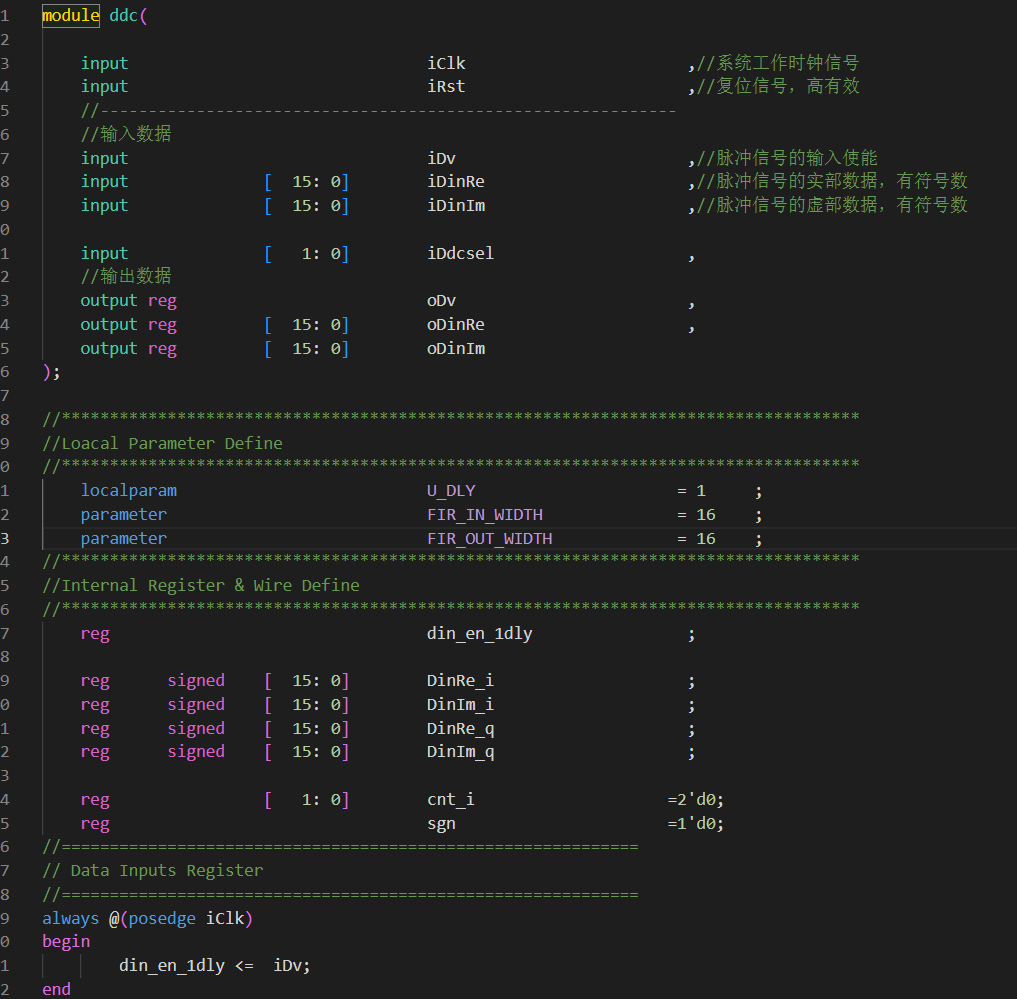 1 module ddc(
2
3 input iClk ,//系统工作时钟信号
4 input iRst ,//复位信号，高有效
5 //------------------------------------------------------------
6 //输入数据
7 input iDv ,//脉冲信号的输入使能
8 input [ 15: 0] iDinRe ,//脉冲信号的实部数据，有符号数
9 input [ 15: 0] iDinIm ,//脉冲信号的虚部数据，有符号数
0
1 input [ 1: 0] iDdcsel ,
2 //输出数据
3 output reg oDv ,
4 output reg [ 15: 0] oDinRe ,
5 output reg [ 15: 0] oDinIm
6 );
7
8 //***********************************************************************************
9 //Loacal Parameter Define
0 //***********************************************************************************
1 localparam U_DLY = 1 ;
2 parameter FIR_IN_WIDTH = 16 ;
3 parameter FIR_OUT_WIDTH = 16 ;
4 //***********************************************************************************
5 //Internal Register & Wire Define
6 //***********************************************************************************
7 reg din_en_1dly ;
8
9 reg signed [ 15: 0] DinRe_i ;
0 reg signed [ 15: 0] DinIm_i ;
1 reg signed [ 15: 0] DinRe_q ;
2 reg signed [ 15: 0] DinIm_q ;
3
4 reg [ 1: 0] cnt_i =2'd0;
5 reg sgn =1'd0;
6 //============================================================
7 // Data Inputs Register
8 //============================================================
9 always @(posedge iClk)
0 begin
1 din_en_1dly <= iDv;
2 end